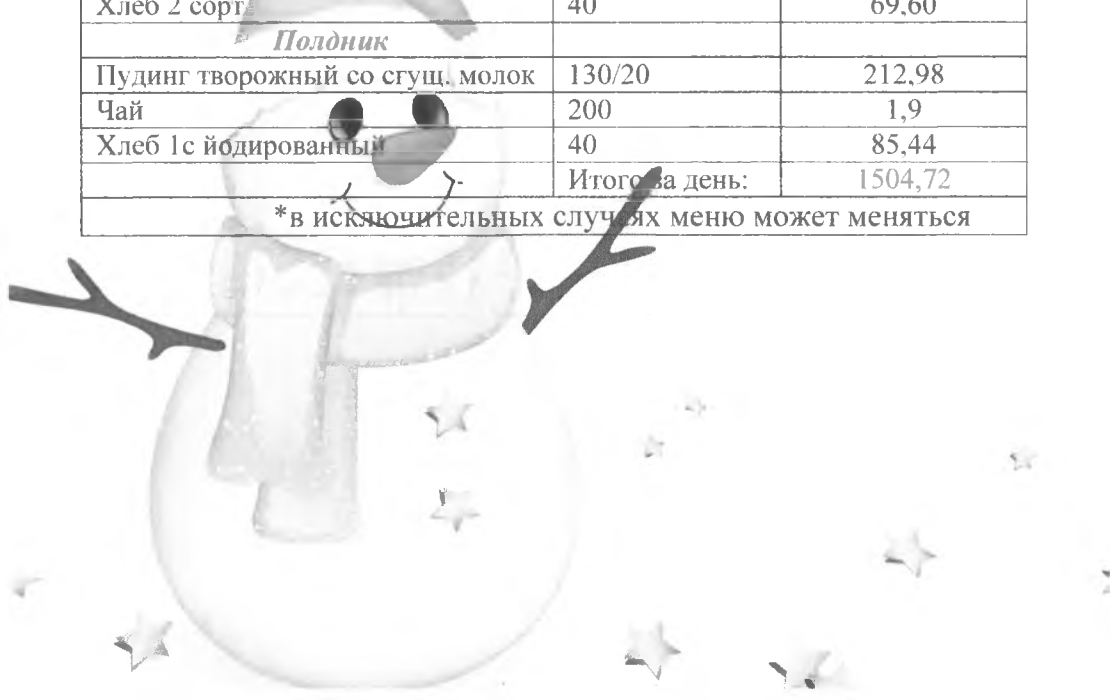 Хлеб 2 сорт 40 69,60
Полдник
Пудинг творожный со сгущ. молок 130/20 212,98
Чай 200 1,9
Хлеб 1с йодированный 40 85,44
Итого за день: 1504,72
*в исключительных случаях меню может меняться